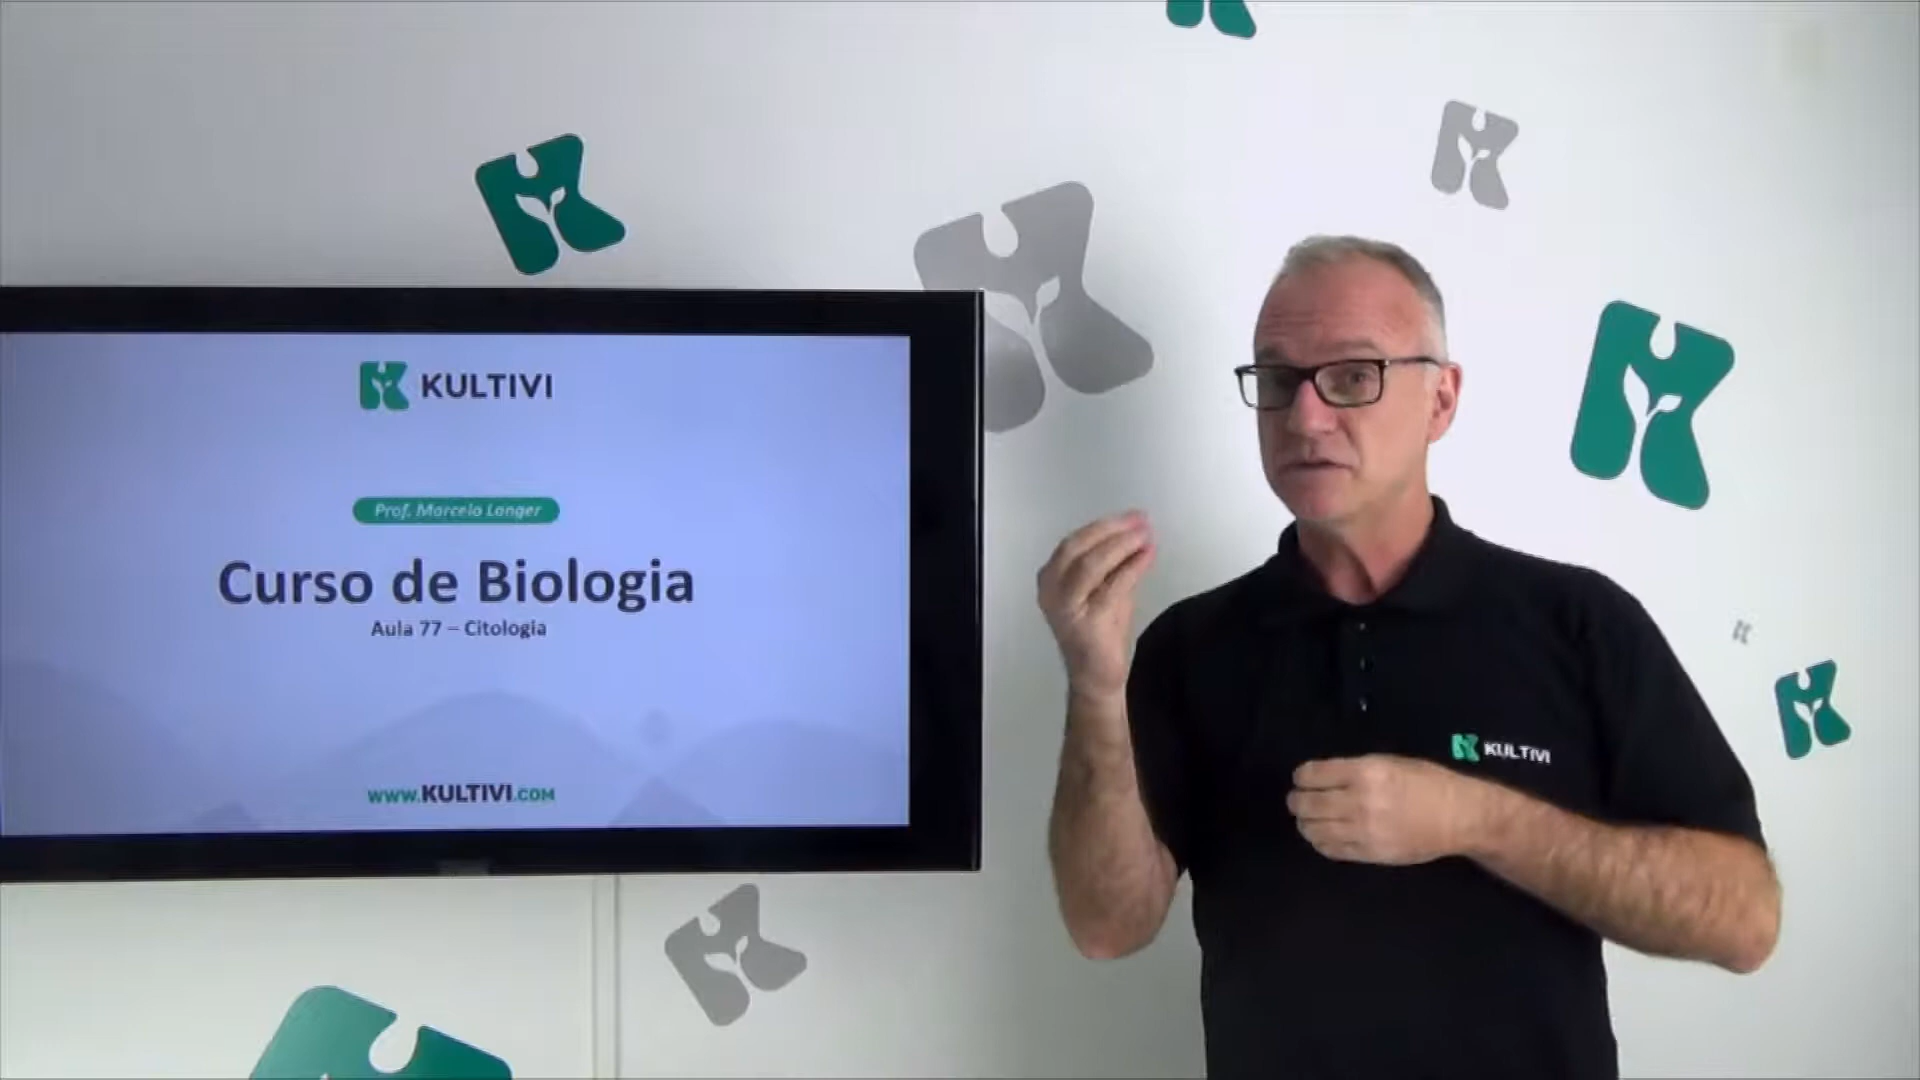 KULTIVI
Prof. Marcelo Langer
Curso de Biologia
Aula 77 – Citologia
www.KULTIVI.COM
KULTIVI